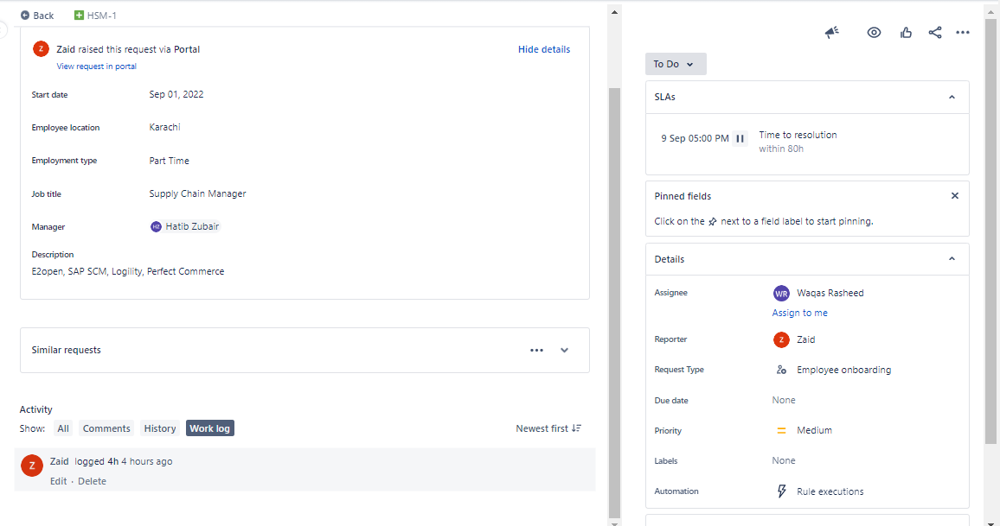 Back HSM-1
Z Zaid raised this request via Portal Hide details
View request in portal
Start date Sep 01, 2022
Employee location Karachi
Employment type Part Time
Job title Supply Chain Manager
Manager HZ Hatib Zubair
Description
E2open, SAP SCM, Logility, Perfect Commerce
Similar requests
Activity
Show: All Comments History Work log Newest first
Z Zaid logged 4h 4 hours ago
Edit · Delete
To Do
SLAs
9 Sep 05:00 PM Time to resolution
within 80h
Pinned fields
Click on the next to a field label to start pinning.
Details
Assignee WR Waqas Rasheed
Assign to me
Reporter Z Zaid
Request Type Employee onboarding
Due date None
Priority Medium
Labels None
Automation Rule executions